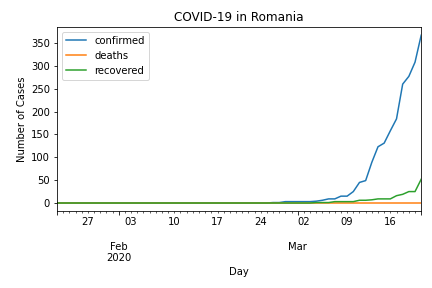 COVID-19 in Romania
confirmed
deaths
recovered
Number of Cases
350
300
250
200
150
100
50
0
27 03 10 17 24 02 09 16
Feb Mar
2020
Day